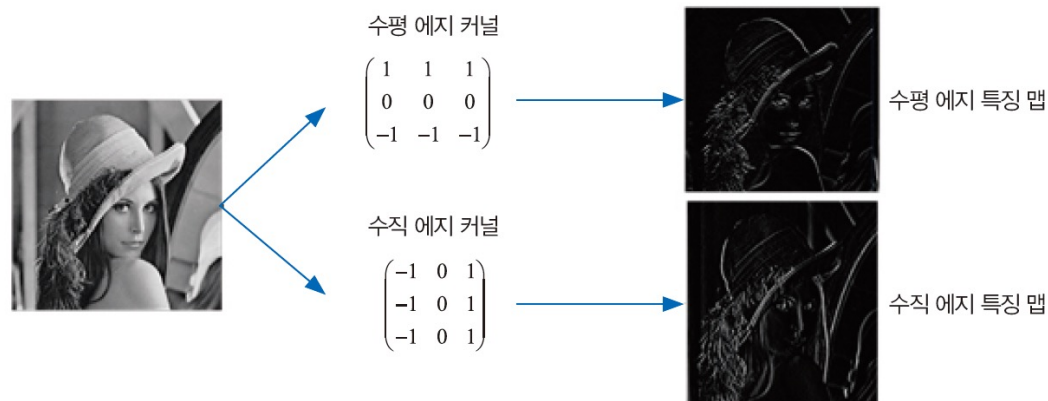 수평 에지 커널
1 1 1
0 0 0
−1 −1 −1
수평 에지 특징 맵
수직 에지 커널
−1 0 1
−1 0 1
−1 0 1
수직 에지 특징 맵